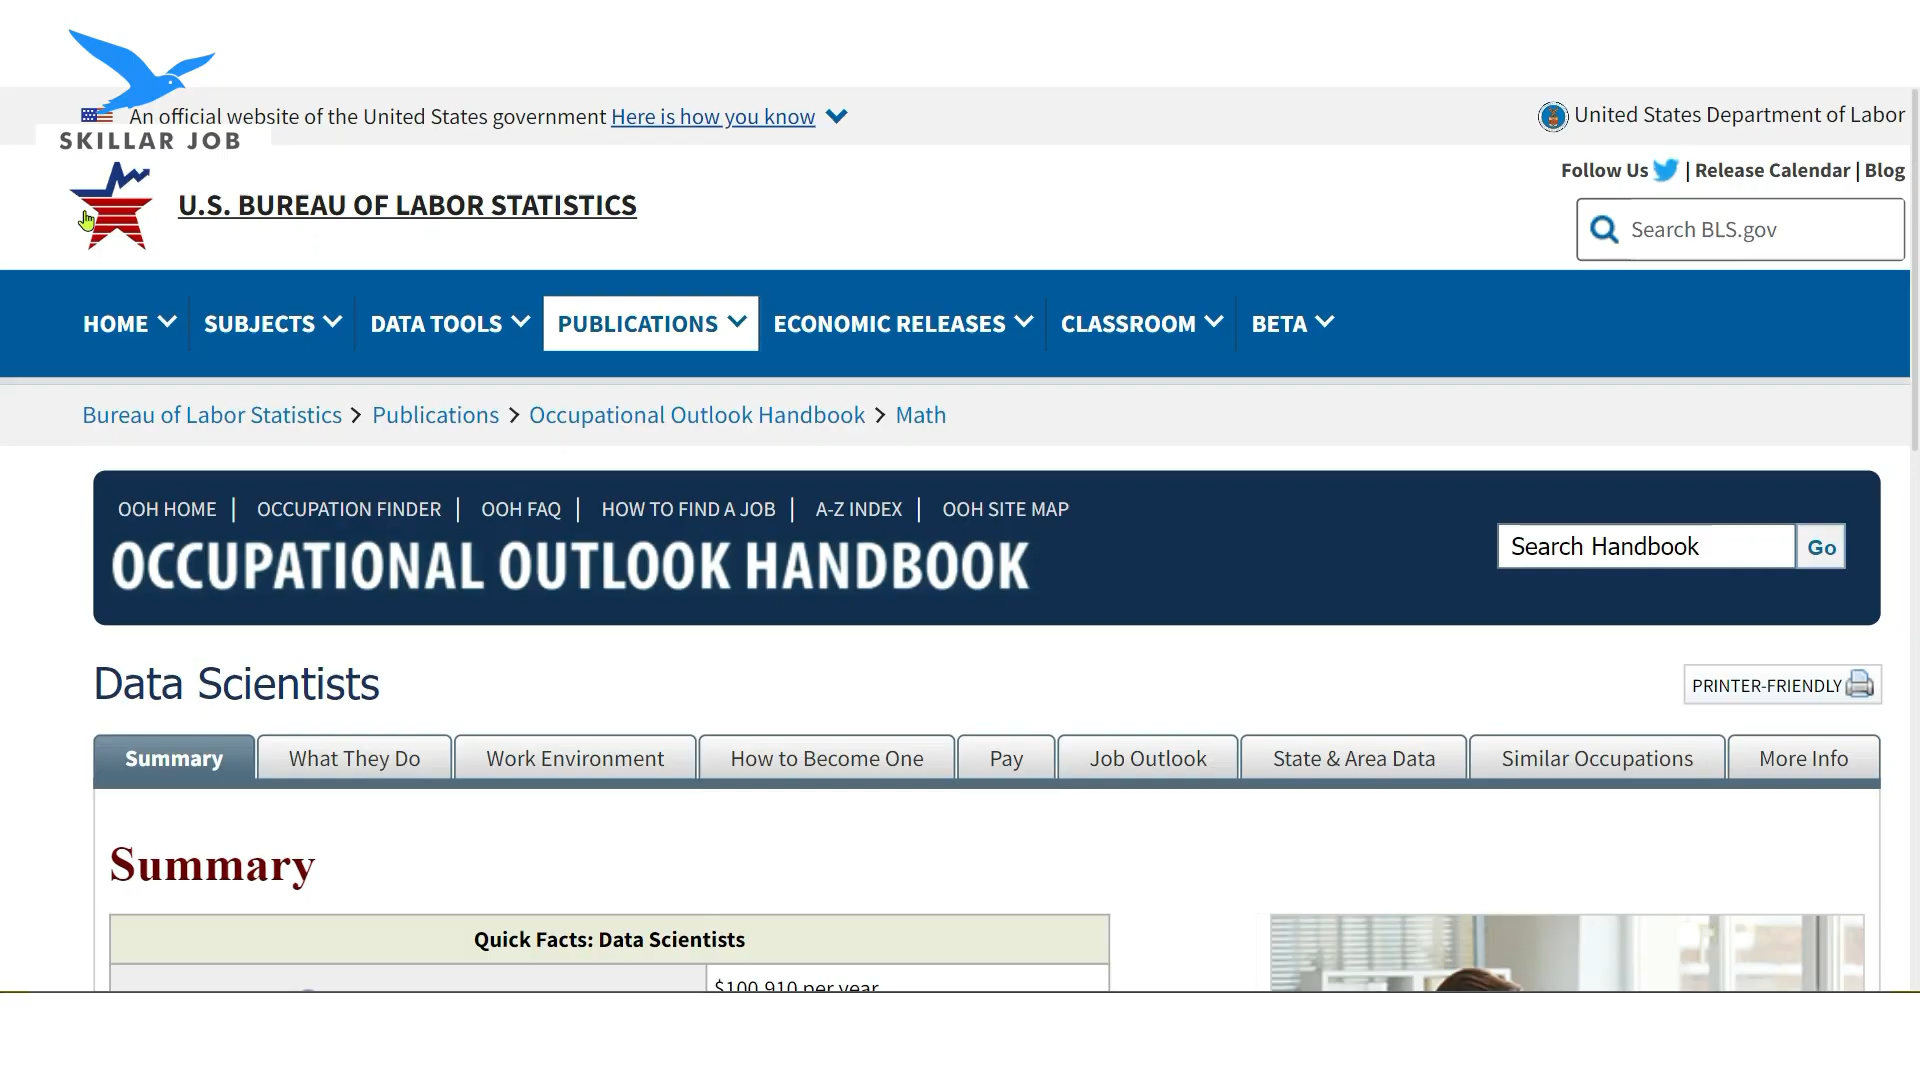 An official website of the United States government Here is how you know
United States Department of Labor
SKILLAR JOB
Follow Us | Release Calendar | Blog
U.S. BUREAU OF LABOR STATISTICS
Search BLS.gov
HOME SUBJECTS DATA TOOLS PUBLICATIONS ECONOMIC RELEASES CLASSROOM BETA
Bureau of Labor Statistics > Publications > Occupational Outlook Handbook > Math
OOH HOME | OCCUPATION FINDER | OOH FAQ | HOW TO FIND A JOB | A-Z INDEX | OOH SITE MAP
OCCUPATIONAL OUTLOOK HANDBOOK
Search Handbook Go
Data Scientists
PRINTER-FRIENDLY
Summary What They Do Work Environment How to Become One Pay Job Outlook State & Area Data Similar Occupations More Info
Summary
Quick Facts: Data Scientists
$100,910 per year